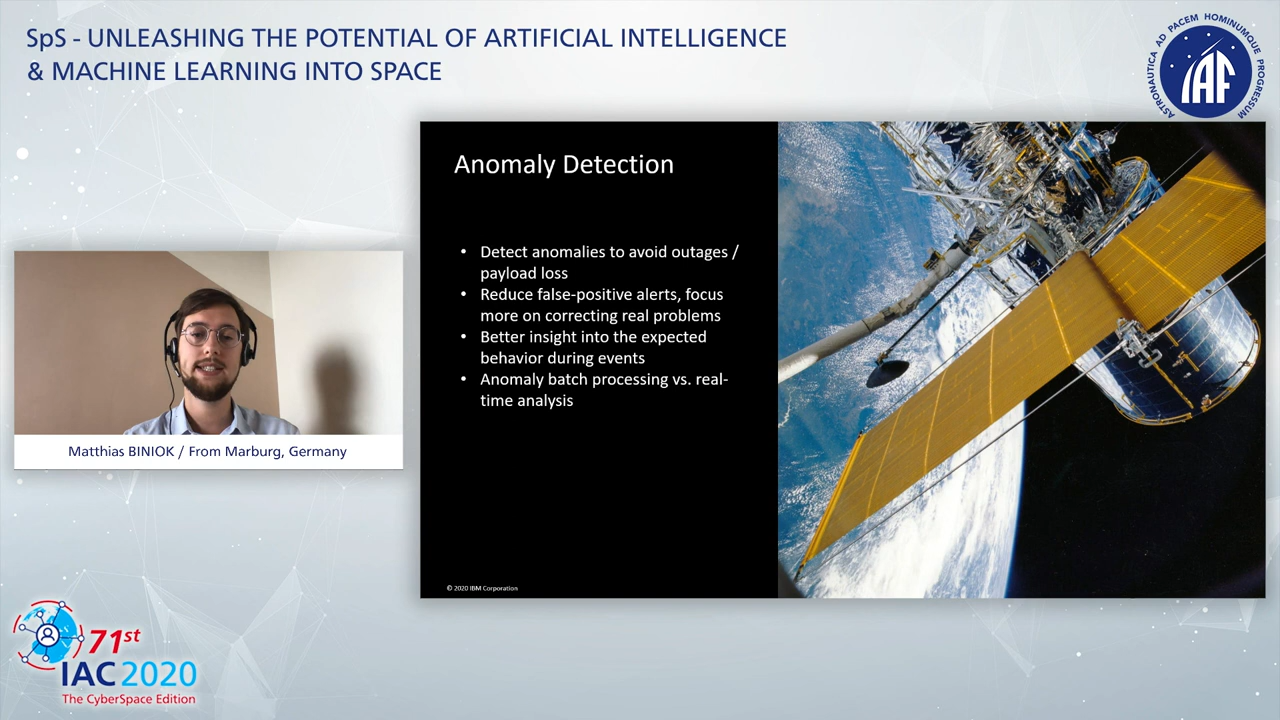 SpS - UNLEASHING THE POTENTIAL OF ARTIFICIAL INTELLIGENCE
& MACHINE LEARNING INTO SPACE
ASTRONAUTICA AD PACEM HOMINUMQUE PROGRESSUM
IAF
Anomaly Detection
• Detect anomalies to avoid outages /
payload loss
• Reduce false-positive alerts, focus
more on correcting real problems
• Better insight into the expected
behavior during events
• Anomaly batch processing vs. real-
time analysis
© 2020 IBM Corporation
Matthias BINIOK / From Marburg, Germany
71st
IAC 2020
The CyberSpace Edition